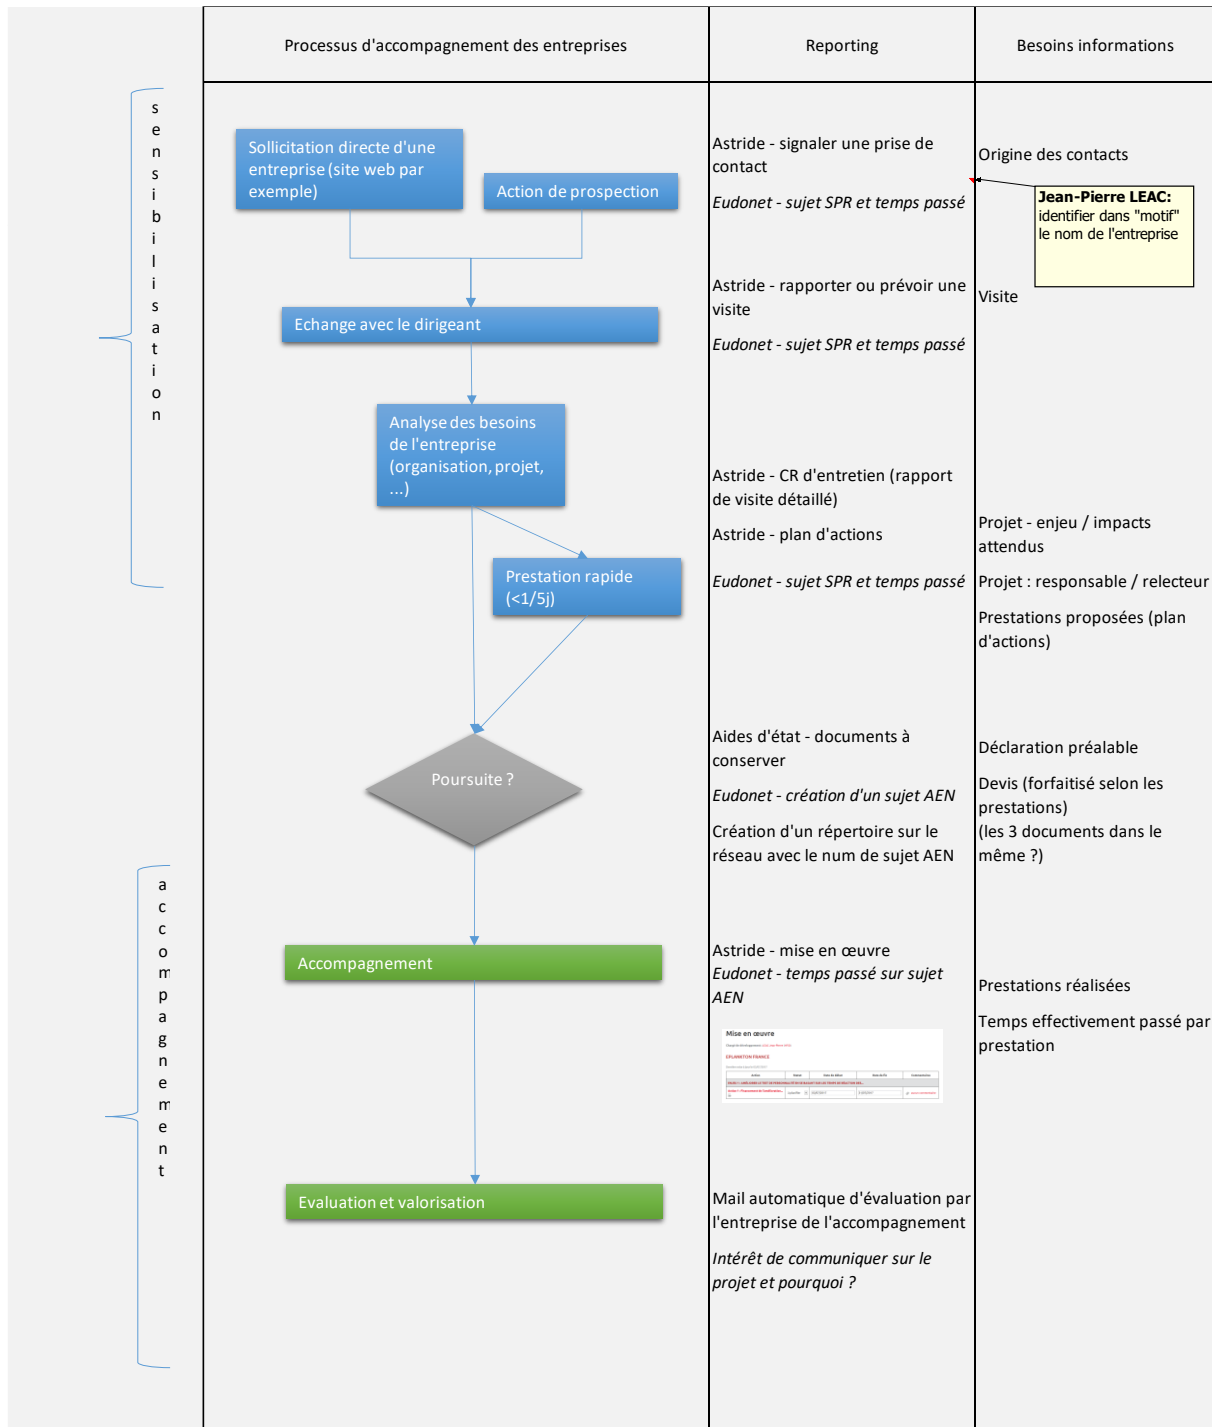 Processus d'accompagnement des entreprises
Reporting
Besoins informations
sensibilisation
Sollicitation directe d'une
entreprise (site web par
exemple)
Action de prospection
Astride - signaler une prise de
contact
Eudonet - sujet SPR et temps passé
Origine des contacts
Jean-Pierre LEAC:
identifier dans "motif"
le nom de l'entreprise
Echange avec le dirigeant
Astride - rapporter ou prévoir une
visite
Eudonet - sujet SPR et temps passé
Visite
Analyse des besoins
de l'entreprise
(organisation, projet,
...)
Prestation rapide
(<1/5j)
Astride - CR d'entretien (rapport
de visite détaillé)
Astride - plan d'actions
Eudonet - sujet SPR et temps passé
Projet - enjeu / impacts
attendus
Projet : responsable / relecteur
Prestations proposées (plan
d'actions)
Poursuite ?
Aides d'état - documents à
conserver
Eudonet - création d'un sujet AEN
Création d'un répertoire sur le
réseau avec le num de sujet AEN
Déclaration préalable
Devis (forfaitisé selon les
prestations)
(les 3 documents dans le
même ?)
accompagnement
Accompagnement
Astride - mise en œuvre
Eudonet - temps passé sur sujet
AEN
Mise en œuvre
Prestations réalisées
Temps effectivement passé par
prestation
Evaluation et valorisation
Mail automatique d'évaluation par
l'entreprise de l'accompagnement
Intérêt de communiquer sur le
projet et pourquoi ?